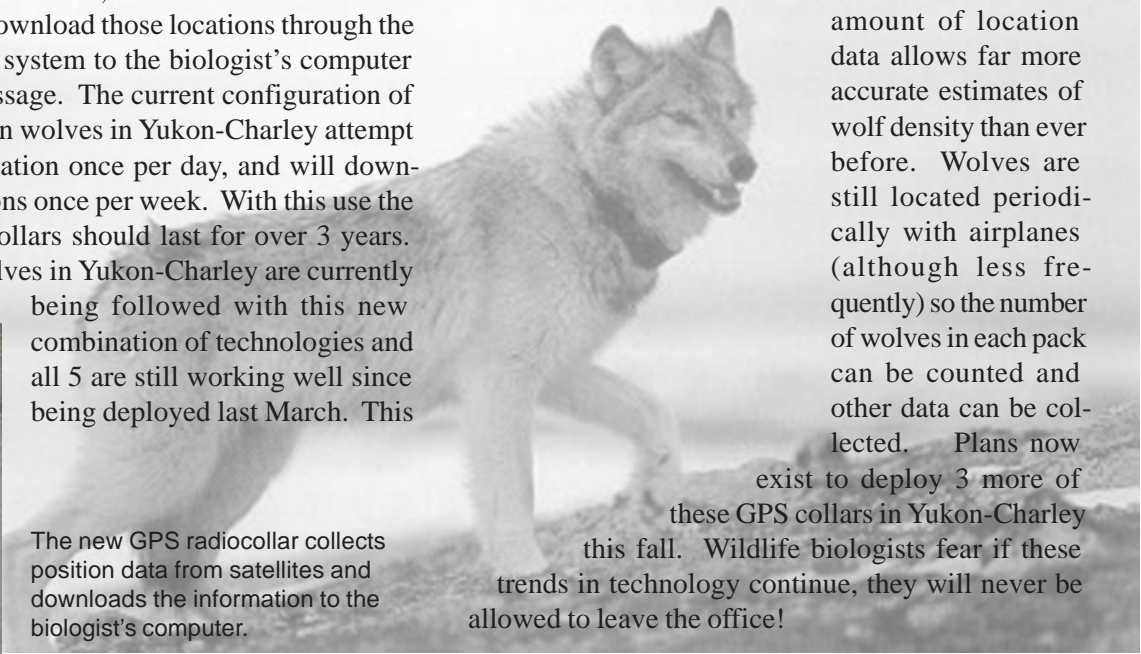 ownload those locations through the
system to the biologist's computer
ssage. The current configuration of
n wolves in Yukon-Charley attempt
ation once per day, and will down-
ns once per week. With this use the
ollars should last for over 3 years.
lves in Yukon-Charley are currently
being followed with this new
combination of technologies and
all 5 are still working well since
being deployed last March. This
The new GPS radiocollar collects
position data from satellites and
downloads the information to the
biologist's computer.
amount of location
data allows far more
accurate estimates of
wolf density than ever
before. Wolves are
still located periodi-
cally with airplanes
(although less fre-
quently) so the number
of wolves in each pack
can be counted and
other data can be col-
lected. Plans now
exist to deploy 3 more of
these GPS collars in Yukon-Charley
this fall. Wildlife biologists fear if these
trends in technology continue, they will never be
allowed to leave the office!